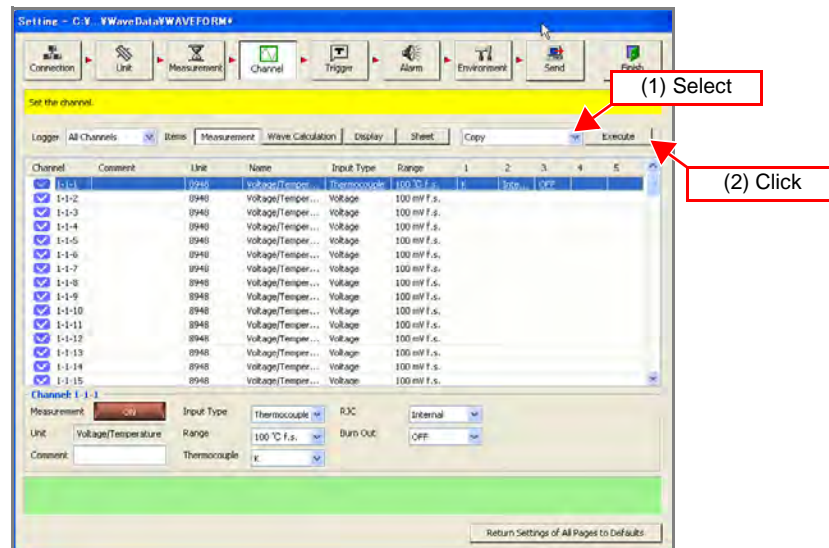 Setting - C:¥...¥WaveData¥WAVEFORM*
Connection Unit Measurement Channel Trigger Alarm Environment Send Finish
(1) Select
Set the channel.
Logger All Channels Items Measurement Wave Calculation Display Sheet Copy Execute
(2) Click
Channel Comment Unit Name Input Type Range 1 2 3 4 5
1-1-1 8948 Voltage/Temper... Thermocouple 100 ℃ f.s. K Inte... OFF
1-1-2 8948 Voltage/Temper... Voltage 100 mV f.s.
1-1-3 8948 Voltage/Temper... Voltage 100 mV f.s.
1-1-4 8948 Voltage/Temper... Voltage 100 mV f.s.
1-1-5 8948 Voltage/Temper... Voltage 100 mV f.s.
1-1-6 8948 Voltage/Temper... Voltage 100 mV f.s.
1-1-7 8948 Voltage/Temper... Voltage 100 mV f.s.
1-1-8 8948 Voltage/Temper... Voltage 100 mV f.s.
1-1-9 8948 Voltage/Temper... Voltage 100 mV f.s.
1-1-10 8948 Voltage/Temper... Voltage 100 mV f.s.
1-1-11 8948 Voltage/Temper... Voltage 100 mV f.s.
1-1-12 8948 Voltage/Temper... Voltage 100 mV f.s.
1-1-13 8948 Voltage/Temper... Voltage 100 mV f.s.
1-1-14 8948 Voltage/Temper... Voltage 100 mV f.s.
1-1-15 8948 Voltage/Temper... Voltage 100 mV f.s.
Channel: 1-1-1
Measurement ON Input Type Thermocouple RJC Internal
Unit Voltage/Temperature Range 100 ℃ f.s. Burn Out OFF
Comment Thermocouple K
Return Settings of All Pages to Defaults